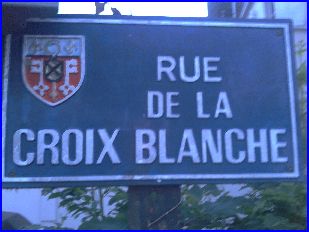 RUE
DE LA
CROIX BLANCHE